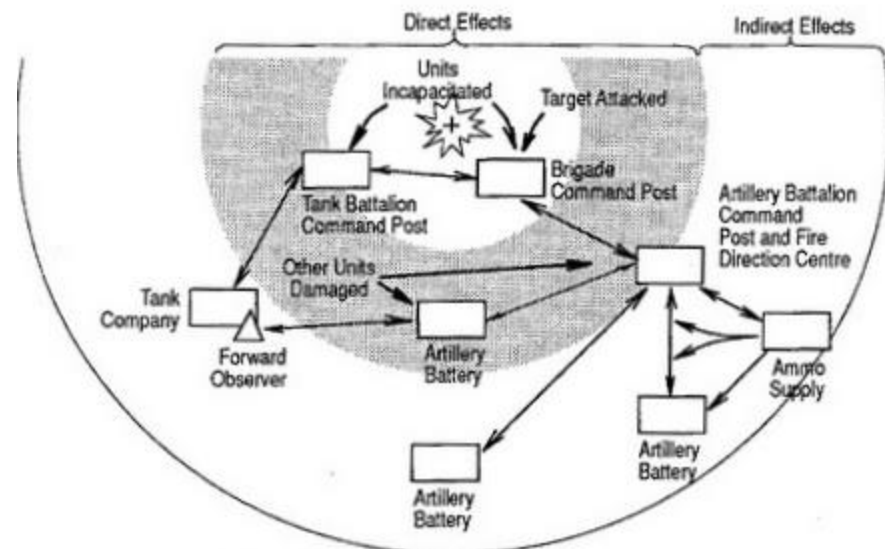 Direct Effects
Indirect Effects
Units
Incapacitated
Target Attacked
Tank Battalion
Command Post
Brigade
Command Post
Artillery Battalion
Command
Post and Fire
Direction Centre
Other Units
Damaged
Tank
Company
Forward
Observer
Artillery
Battery
Ammo
Supply
Artillery
Battery
Artillery
Battery